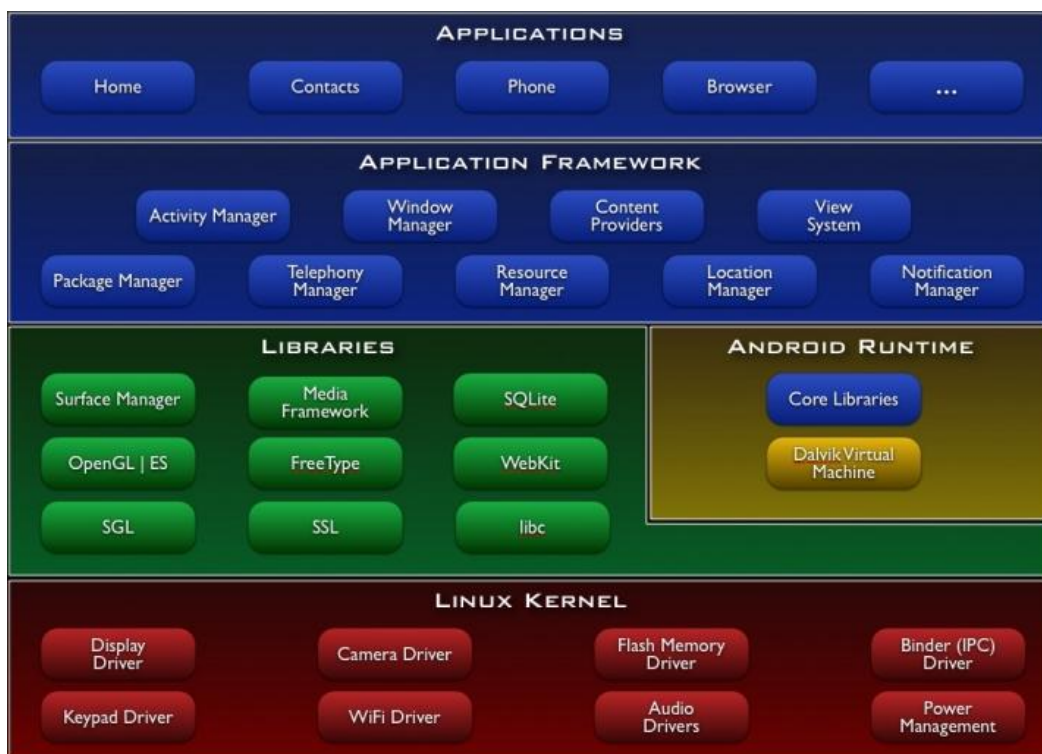 APPLICATIONS
Home
Contacts
Phone
Browser
...
APPLICATION FRAMEWORK
Activity Manager
Window
Manager
Content
Providers
View
System
Package Manager
Telephony
Manager
Resource
Manager
Location
Manager
Notification
Manager
LIBRARIES
Surface Manager
Media
Framework
SQLite
OpenGL | ES
FreeType
WebKit
SGL
SSL
libc
ANDROID RUNTIME
Core Libraries
Dalvik Virtual
Machine
LINUX KERNEL
Display
Driver
Camera Driver
Flash Memory
Driver
Binder (IPC)
Driver
Keypad Driver
WiFi Driver
Audio
Drivers
Power
Management